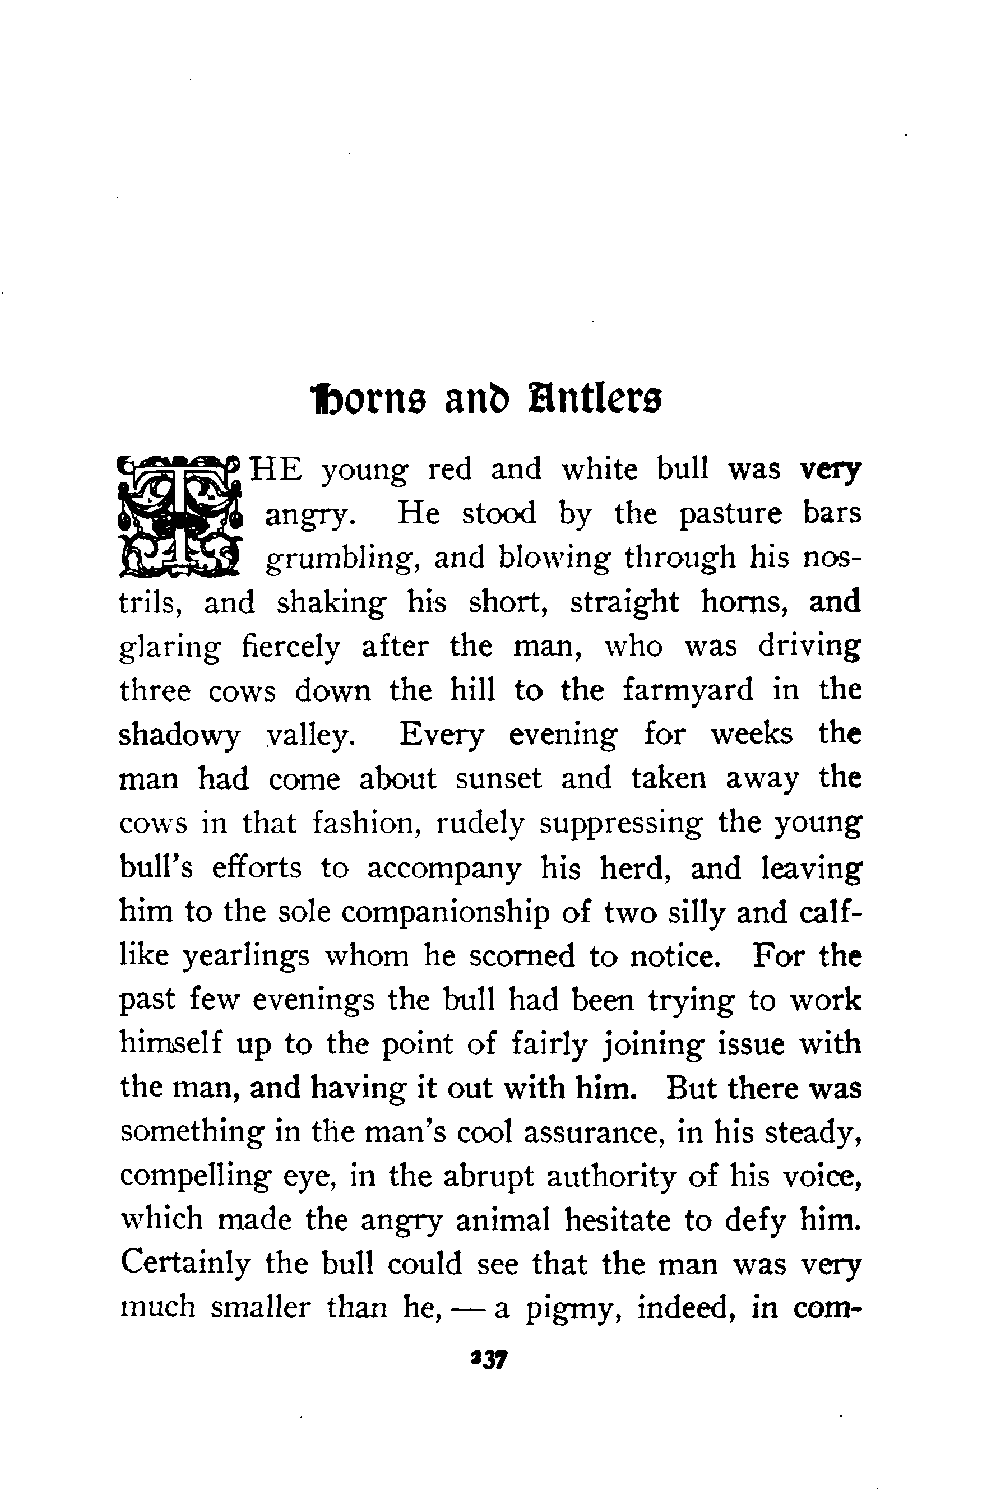 Horns and Antlers
THE young red and white bull was very
angry. He stood by the pasture bars
grumbling, and blowing through his nos-
trils, and shaking his short, straight horns, and
glaring fiercely after the man, who was driving
three cows down the hill to the farmyard in the
shadowy valley. Every evening for weeks the
man had come about sunset and taken away the
cows in that fashion, rudely suppressing the young
bull's efforts to accompany his herd, and leaving
him to the sole companionship of two silly and calf-
like yearlings whom he scorned to notice. For the
past few evenings the bull had been trying to work
himself up to the point of fairly joining issue with
the man, and having it out with him. But there was
something in the man's cool assurance, in his steady,
compelling eye, in the abrupt authority of his voice,
which made the angry animal hesitate to defy him.
Certainly the bull could see that the man was very
much smaller than he, — a pigmy, indeed, in com-
237